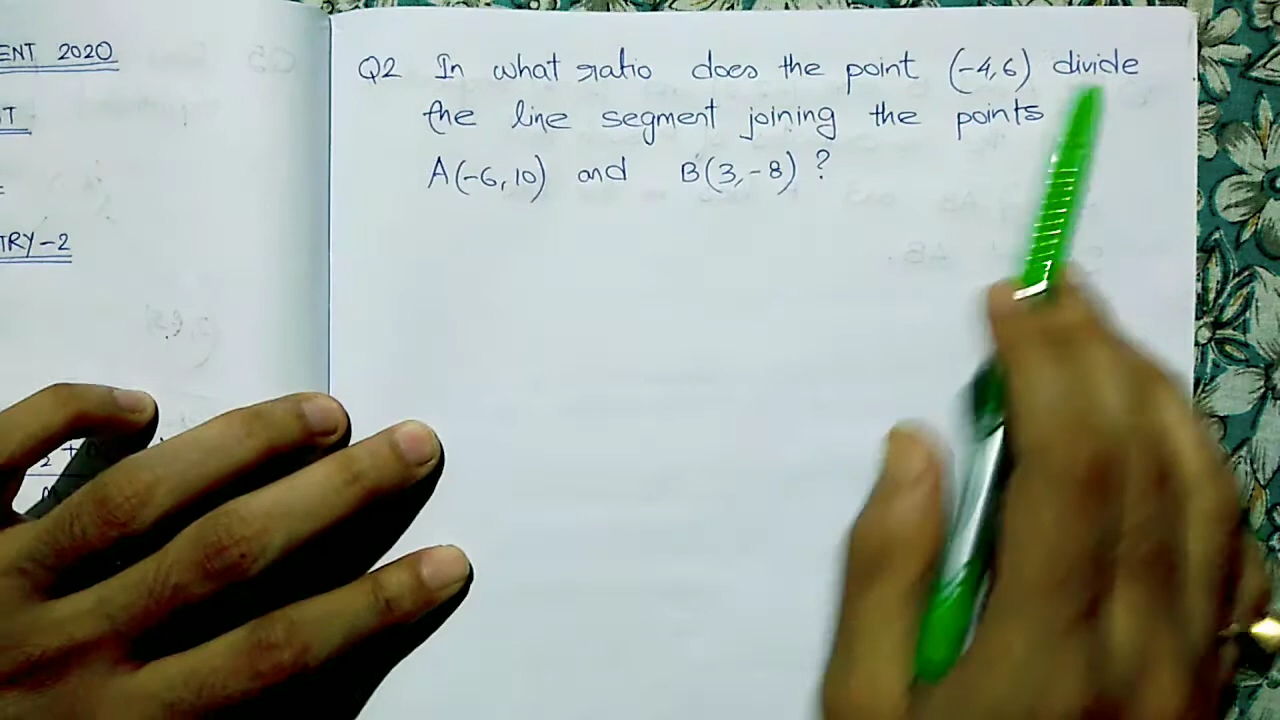 ENT 2020
T
TRY-2
Q2 In what ratio does the point (-4,6) divide
the line segment joining the points
A(-6,10) and B(3,-8) ?
2 +